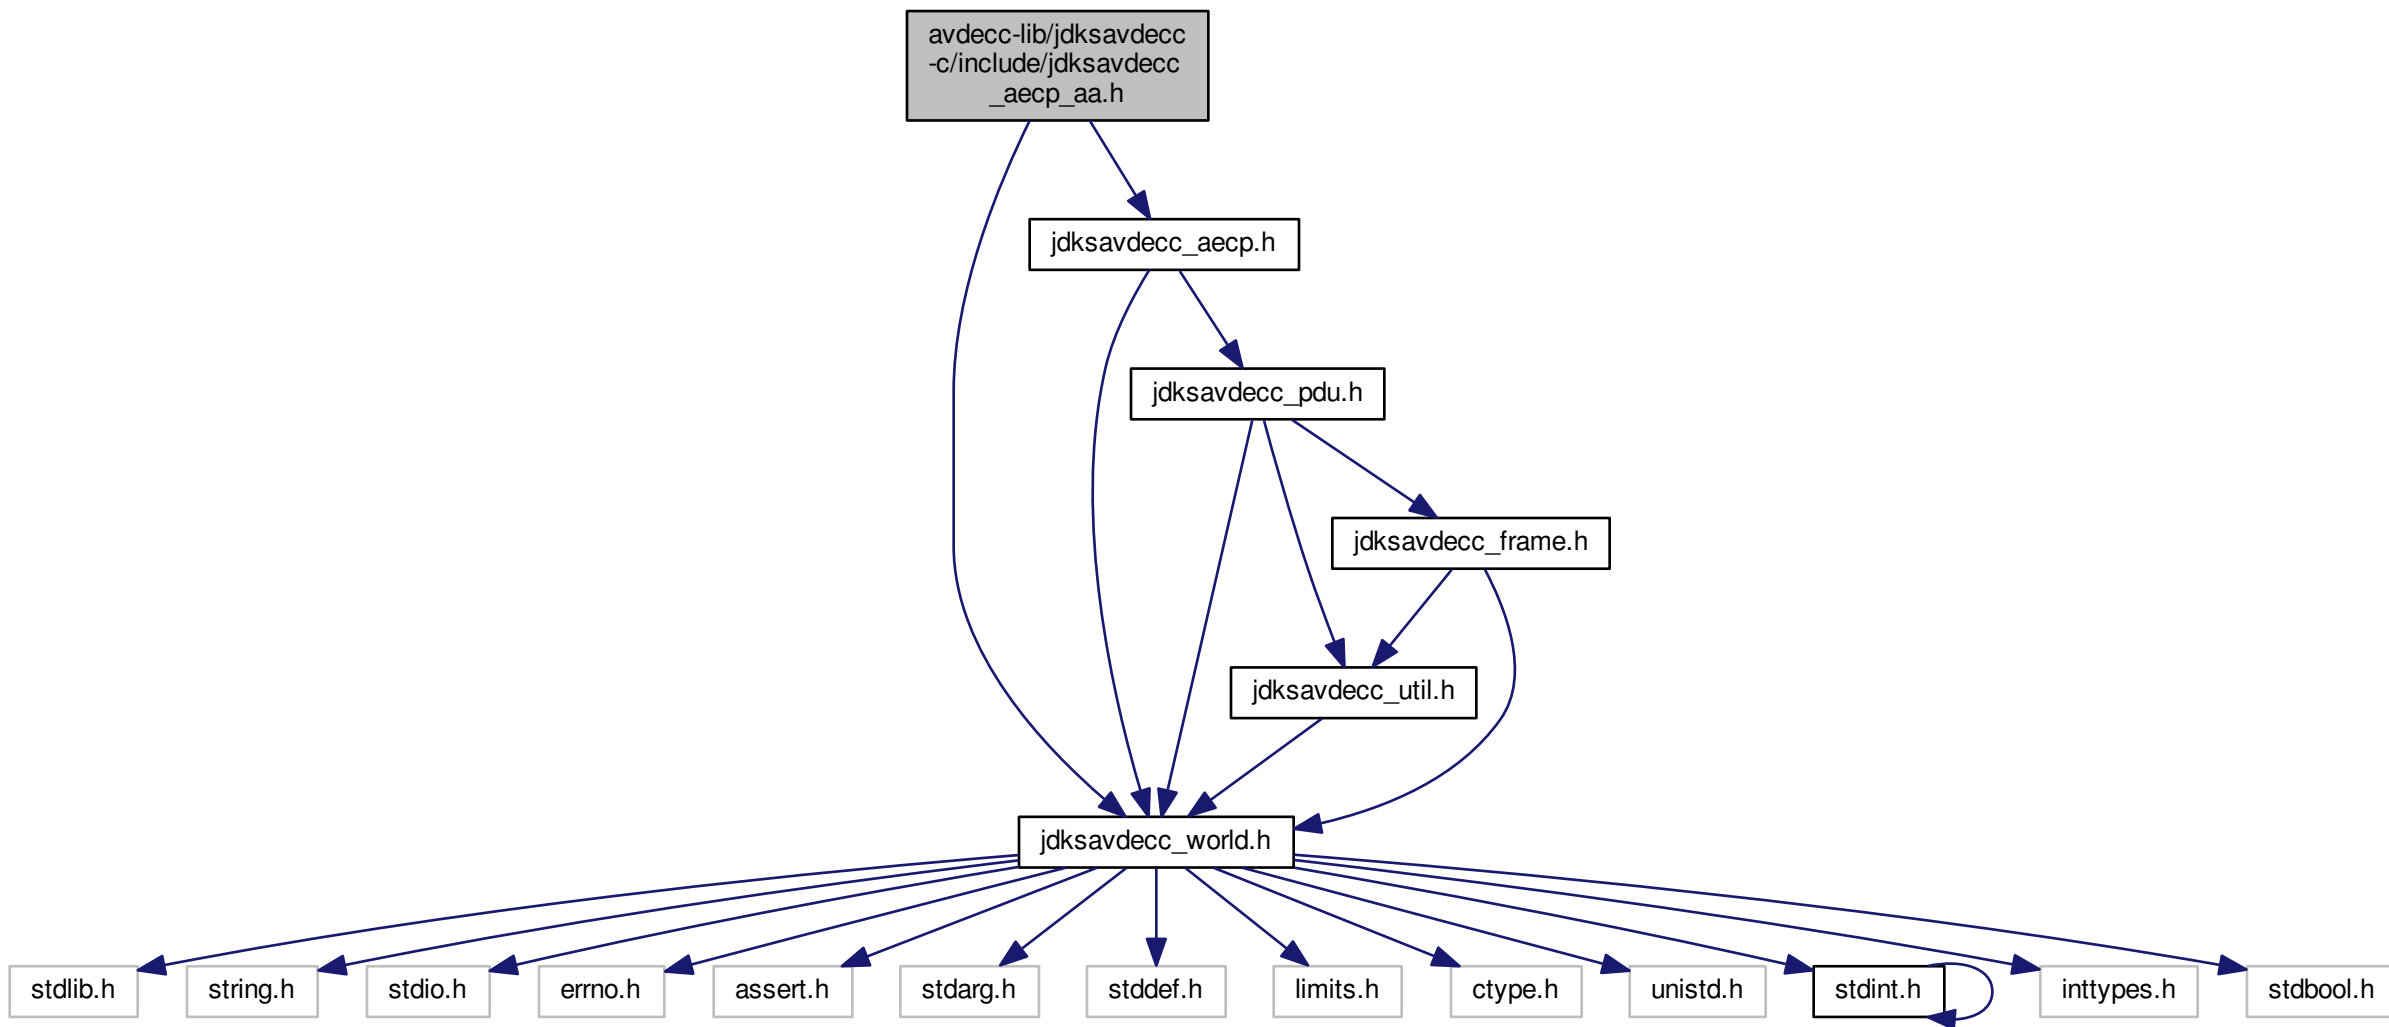 avdecc-lib/jdksavdecc
-c/include/jdksavdecc
_aecp_aa.h
jdksavdecc_aecp.h
jdksavdecc_pdu.h
jdksavdecc_frame.h
jdksavdecc_util.h
jdksavdecc_world.h
stdlib.h
string.h
stdio.h
errno.h
assert.h
stdarg.h
stddef.h
limits.h
ctype.h
unistd.h
stdint.h
inttypes.h
stdbool.h